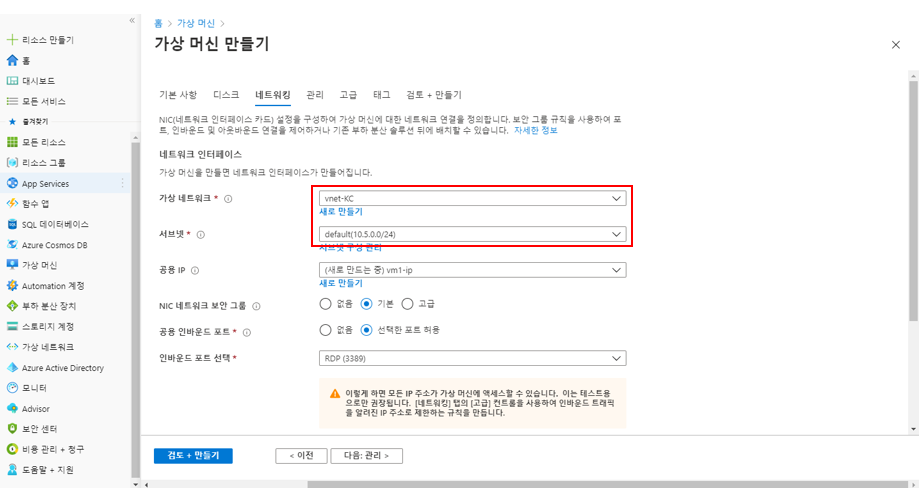 «
리소스 만들기
홈
대시보드
모든 서비스
즐겨찾기
모든 리소스
리소스 그룹
App Services
함수 앱
SQL 데이터베이스
Azure Cosmos DB
가상 머신
Automation 계정
부하 분산 장치
스토리지 계정
가상 네트워크
Azure Active Directory
모니터
Advisor
보안 센터
비용 관리 + 청구
도움말 + 지원
홈 > 가상 머신 >
가상 머신 만들기
기본 사항 디스크 네트워킹 관리 고급 태그 검토 + 만들기
NIC(네트워크 인터페이스 카드) 설정을 구성하여 가상 머신에 대한 네트워크 연결을 정의합니다. 보안 그룹 규칙을 사용하여 포
트, 인바운드 및 아웃바운드 연결을 제어하거나 기존 부하 분산 솔루션 뒤에 배치할 수 있습니다. 자세한 정보
네트워크 인터페이스
가상 머신을 만들면 네트워크 인터페이스가 만들어집니다.
가상 네트워크 * vnet-KC
새로 만들기
서브넷 * default(10.5.0.0/24)
서브넷 구성 관리
공용 IP (새로 만드는 중) vm1-ip
새로 만들기
NIC 네트워크 보안 그룹 없음 기본 고급
공용 인바운드 포트 * 없음 선택한 포트 허용
인바운드 포트 선택 * RDP (3389)
이렇게 하면 모든 IP 주소가 가상 머신에 액세스할 수 있습니다. 이는 테스트용
으로만 권장됩니다. [네트워킹] 탭의 [고급] 컨트롤을 사용하여 인바운드 트래픽
을 알려진 IP 주소로 제한하는 규칙을 만듭니다.
검토 + 만들기 < 이전 다음: 관리 >